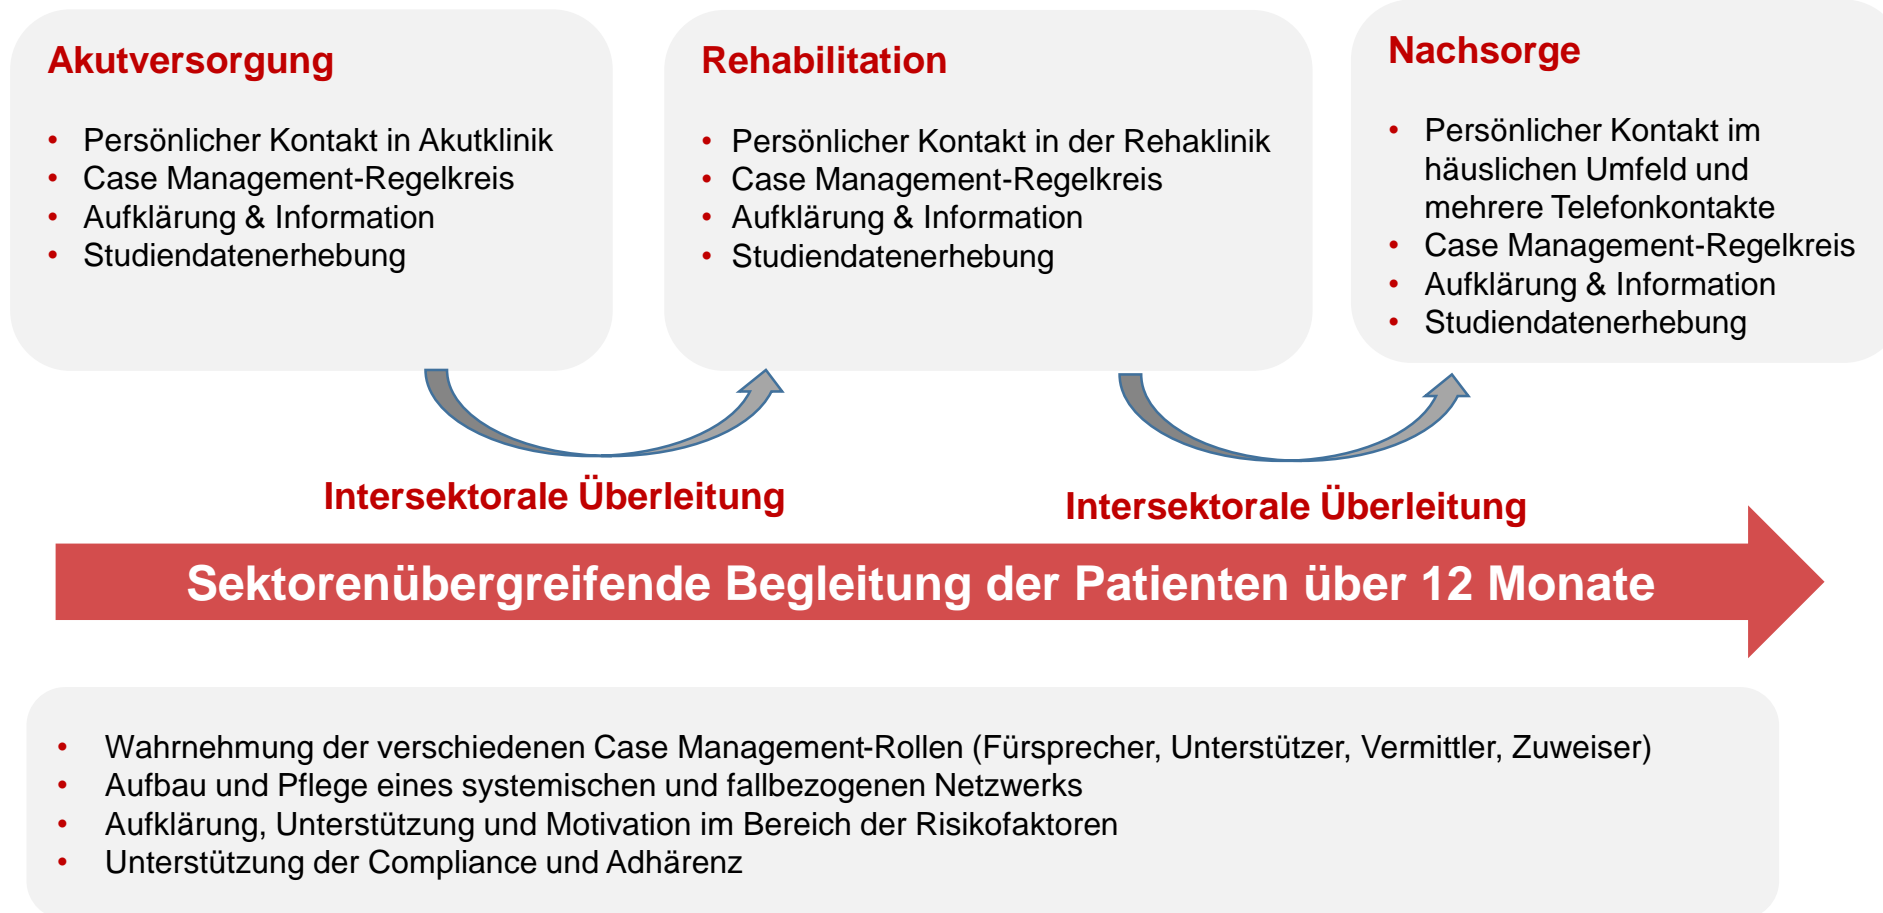 Akutversorgung
• Persönlicher Kontakt in Akutklinik
• Case Management-Regelkreis
• Aufklärung & Information
• Studiendatenerhebung
Rehabilitation
• Persönlicher Kontakt in der Rehaklinik
• Case Management-Regelkreis
• Aufklärung & Information
• Studiendatenerhebung
Nachsorge
• Persönlicher Kontakt im
häuslichen Umfeld und
mehrere Telefonkontakte
• Case Management-Regelkreis
• Aufklärung & Information
• Studiendatenerhebung
Intersektorale Überleitung
Intersektorale Überleitung
Sektorenübergreifende Begleitung der Patienten über 12 Monate
• Wahrnehmung der verschiedenen Case Management-Rollen (Fürsprecher, Unterstützer, Vermittler, Zuweiser)
• Aufbau und Pflege eines systemischen und fallbezogenen Netzwerks
• Aufklärung, Unterstützung und Motivation im Bereich der Risikofaktoren
• Unterstützung der Compliance und Adhärenz